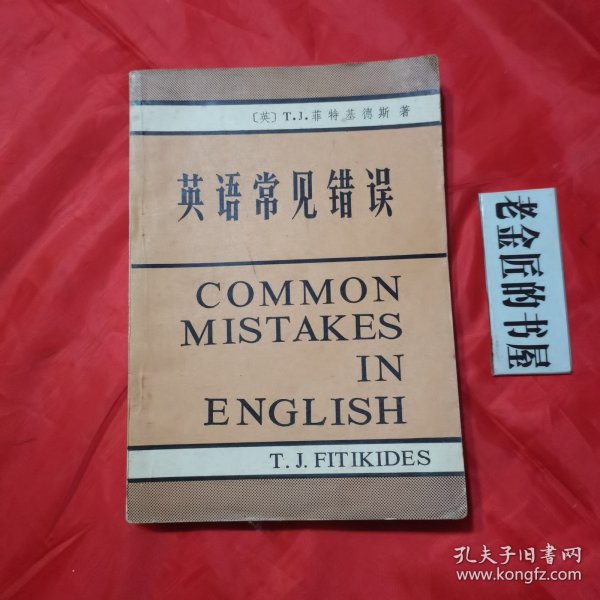 〔英〕T.J.菲特基德斯 著
英语常见错误
COMMON
MISTAKES
IN
ENGLISH
T. J. FITIKIDES
老金匠的书屋
孔夫子旧书网
www.kongfz.com